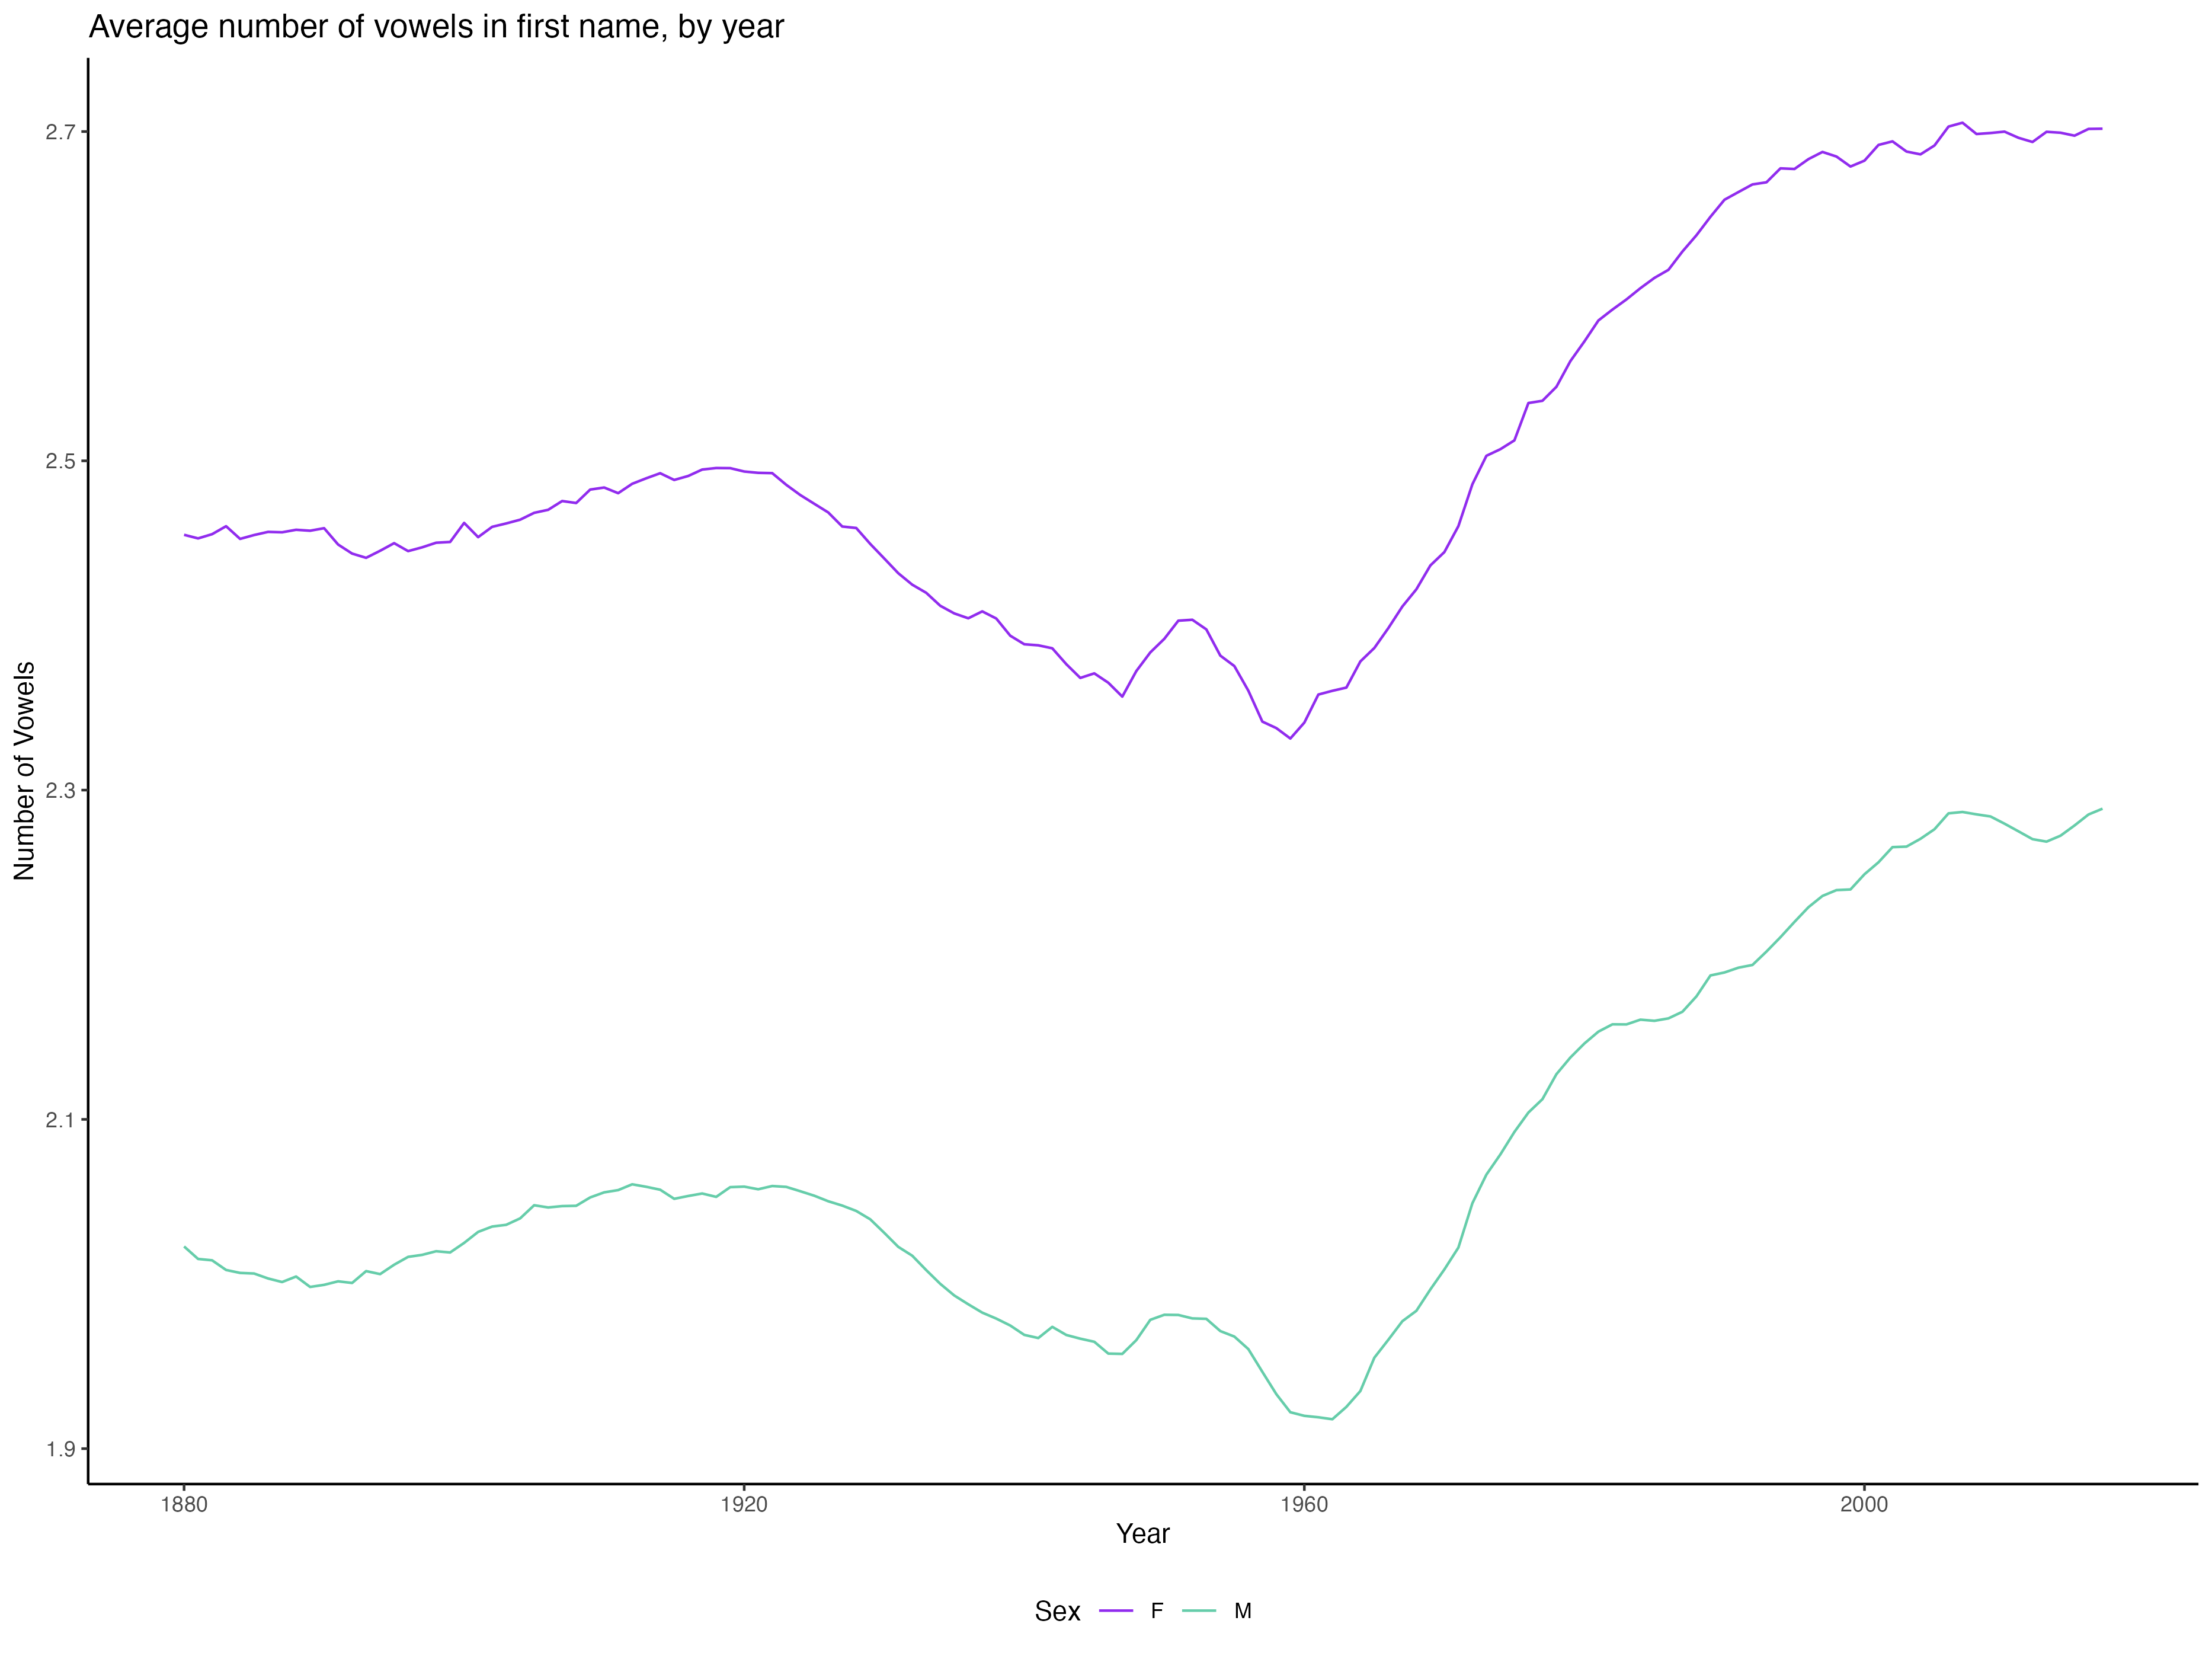 Average number of vowels in first name, by year
Number of Vowels
2.7
2.5
2.3
2.1
1.9
1880 1920 1960 2000
Year
Sex F M